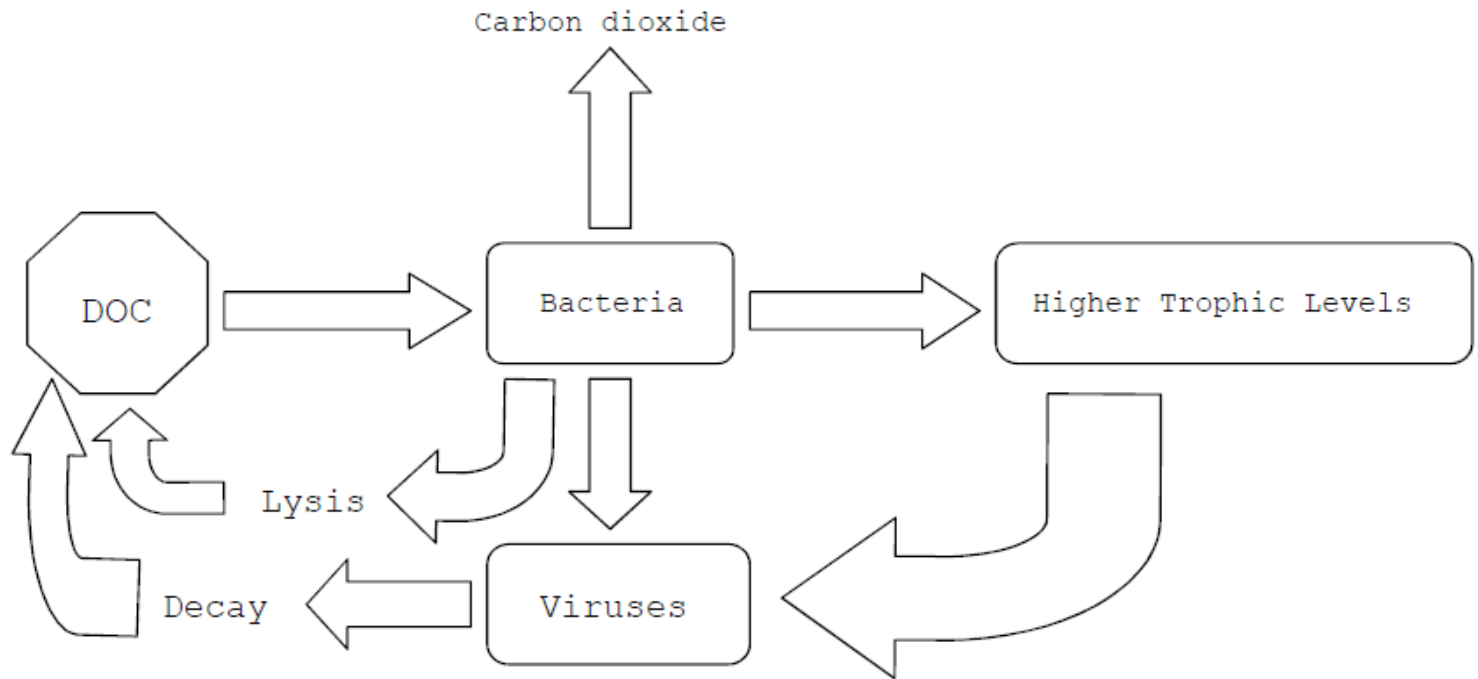 Carbon dioxide
DOC
Bacteria
Higher Trophic Levels
Lysis
Decay
Viruses